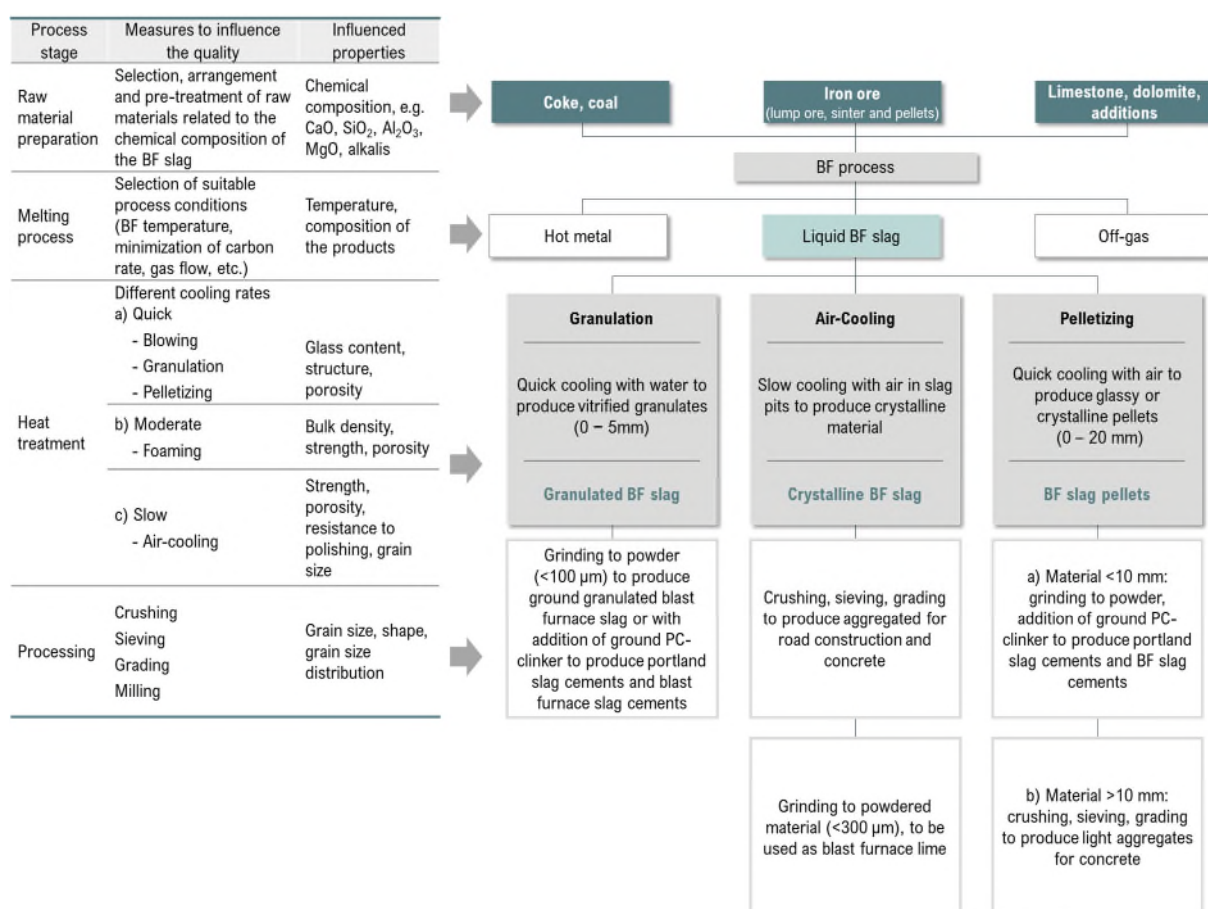 Process
stage
Measures to influence
the quality
Influenced
properties
Raw
material
preparation
Selection, arrangement
and pre-treatment of raw
materials related to the
chemical composition of
the BF slag
Chemical
composition, e.g.
CaO, SiO₂, Al₂O₃,
MgO, alkalis
Melting
process
Selection of suitable
process conditions
(BF temperature,
minimization of carbon
rate, gas flow, etc.)
Temperature,
composition of
the products
Heat
treatment
Different cooling rates
a) Quick
- Blowing
- Granulation
- Pelletizing
Glass content,
structure,
porosity
b) Moderate
- Foaming
Bulk density,
strength, porosity
c) Slow
- Air-cooling
Strength,
porosity,
resistance to
polishing, grain
size
Processing
Crushing
Sieving
Grading
Milling
Grain size, shape,
grain size
distribution
Coke, coal
Iron ore
(lump ore, sinter and pellets)
Limestone, dolomite,
additions
BF process
Hot metal
Liquid BF slag
Off-gas
Granulation
Quick cooling with water to
produce vitrified granulates
(0 – 5mm)
Granulated BF slag
Air-Cooling
Slow cooling with air in slag
pits to produce crystalline
material
Crystalline BF slag
Pelletizing
Quick cooling with air to
produce glassy or
crystalline pellets
(0 – 20 mm)
BF slag pellets
Grinding to powder
(<100 µm) to produce
ground granulated blast
furnace slag or with
addition of ground PC-
clinker to produce portland
slag cements and blast
furnace slag cements
Crushing, sieving, grading
to produce aggregated for
road construction and
concrete
a) Material <10 mm:
grinding to powder,
addition of ground PC-
clinker to produce portland
slag cements and BF slag
cements
Grinding to powdered
material (<300 µm), to be
used as blast furnace lime
b) Material >10 mm:
crushing, sieving, grading
to produce light aggregates
for concrete